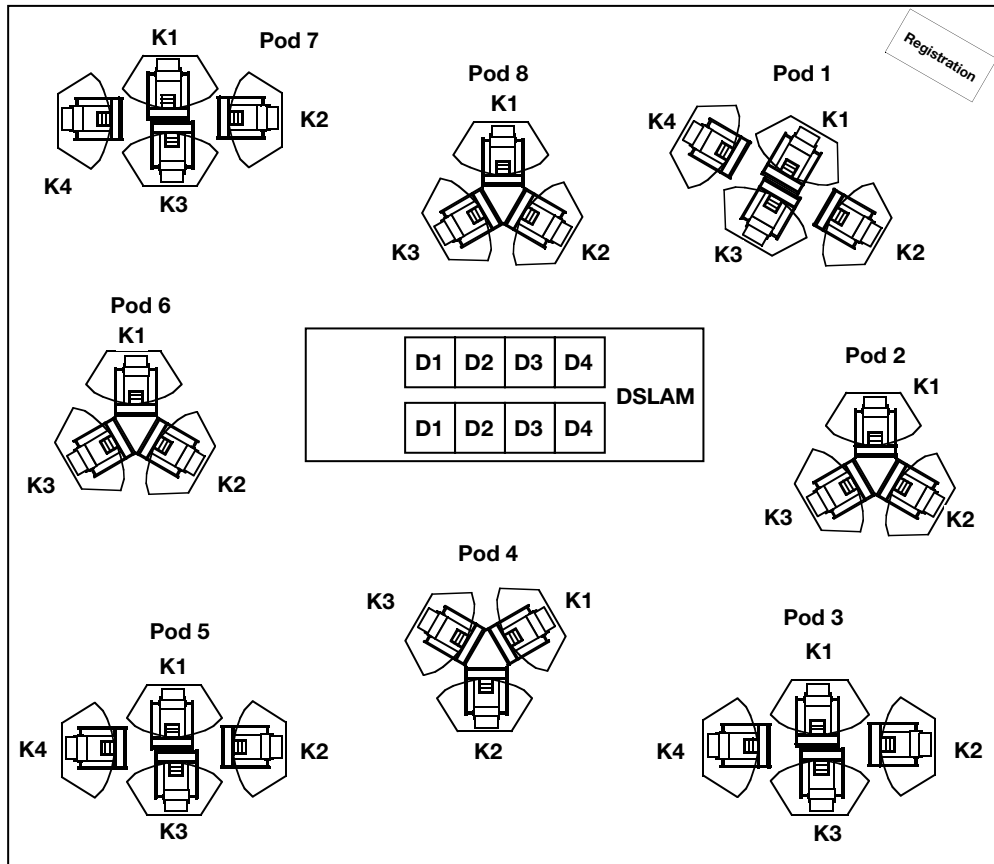 Registration
K1
Pod 7
K4
K2
K3
Pod 8
K1
K3
K2
Pod 1
K4
K1
K3
K2
Pod 6
K1
K3
K2
D1 D2 D3 D4
DSLAM
D1 D2 D3 D4
Pod 2
K1
K3
K2
Pod 4
K3
K1
K2
Pod 5
K1
K4
K2
K3
Pod 3
K1
K4
K2
K3